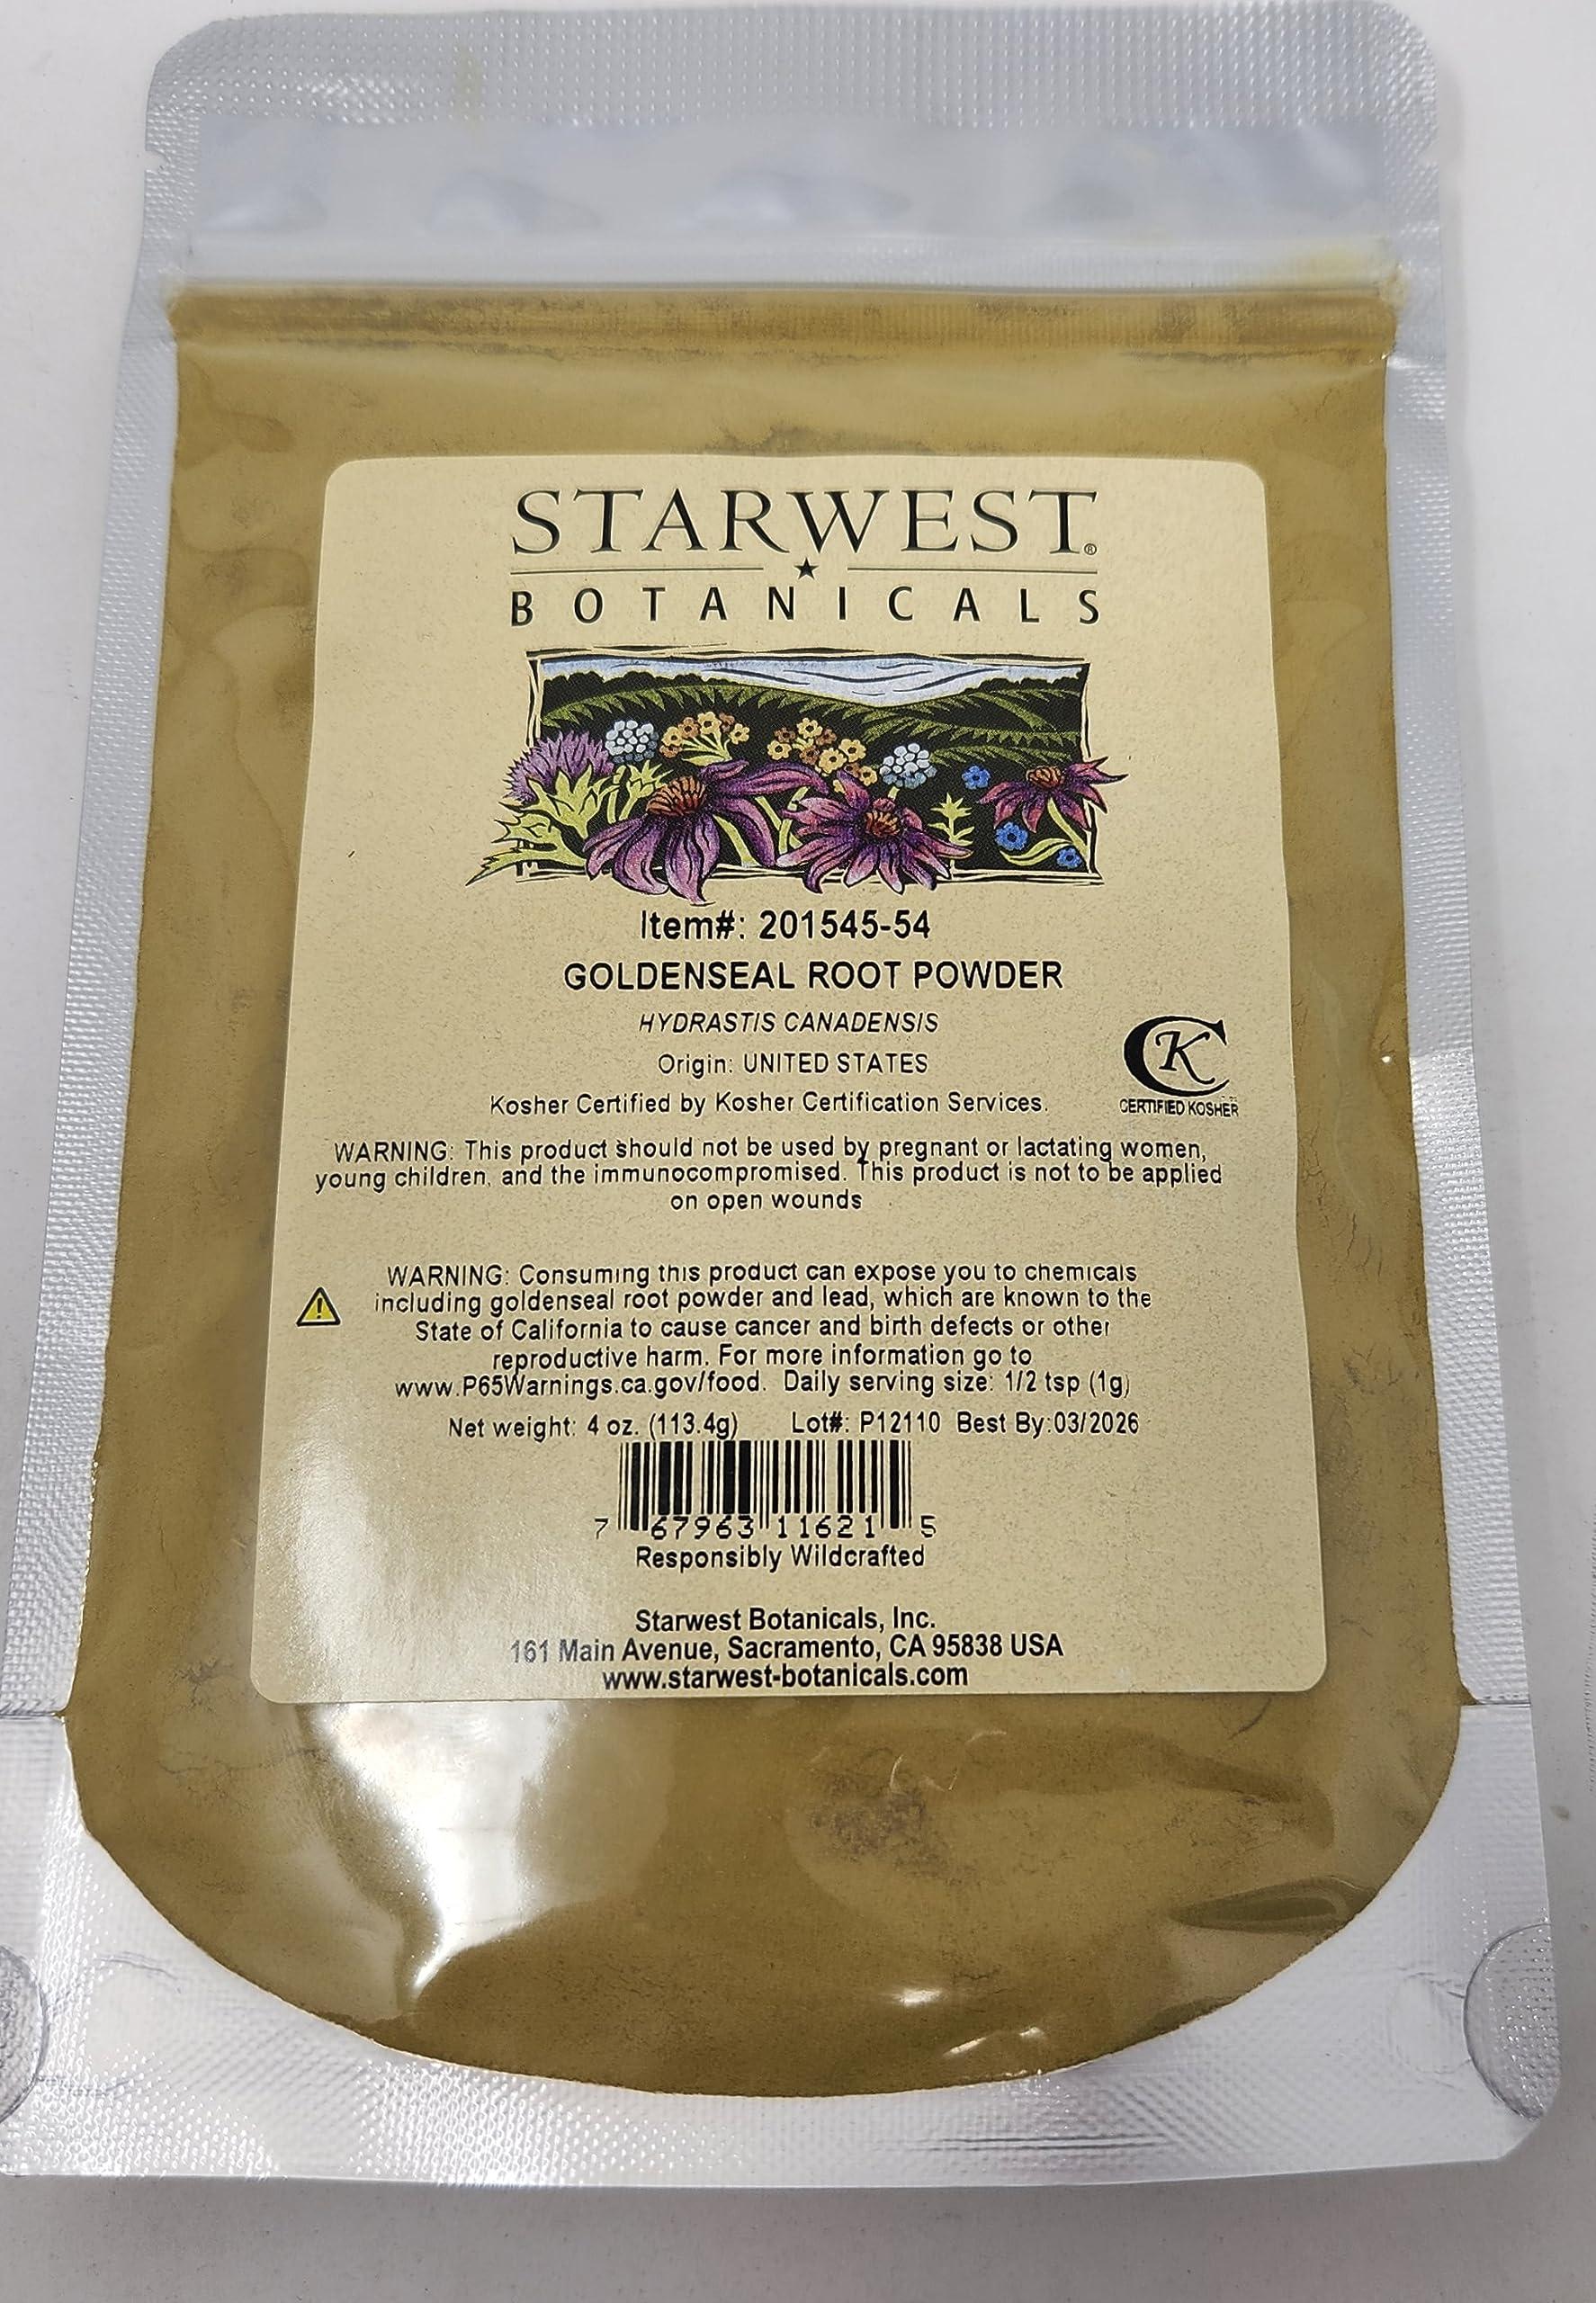 STARWEST®
BOTANICALS
Item#: 201545-54
GOLDENSEAL ROOT POWDER
HYDRASTIS CANADENSIS
Origin: UNITED STATES
Kosher Certified by Kosher Certification Services.
CK
CERTIFIED KOSHER
WARNING: This product should not be used by pregnant or lactating women,
young children, and the immunocompromised. This product is not to be applied
on open wounds
WARNING: Consuming this product can expose you to chemicals
including goldenseal root powder and lead, which are known to the
State of California to cause cancer and birth defects or other
reproductive harm. For more information go to
www.P65Warnings.ca.gov/food. Daily serving size: 1/2 tsp (1g)
Net weight: 4 oz. (113.4g) Lot#: P12110 Best By:03/2026
7 67963 11621 5
Responsibly Wildcrafted
Starwest Botanicals, Inc.
161 Main Avenue, Sacramento, CA 95838 USA
www.starwest-botanicals.com